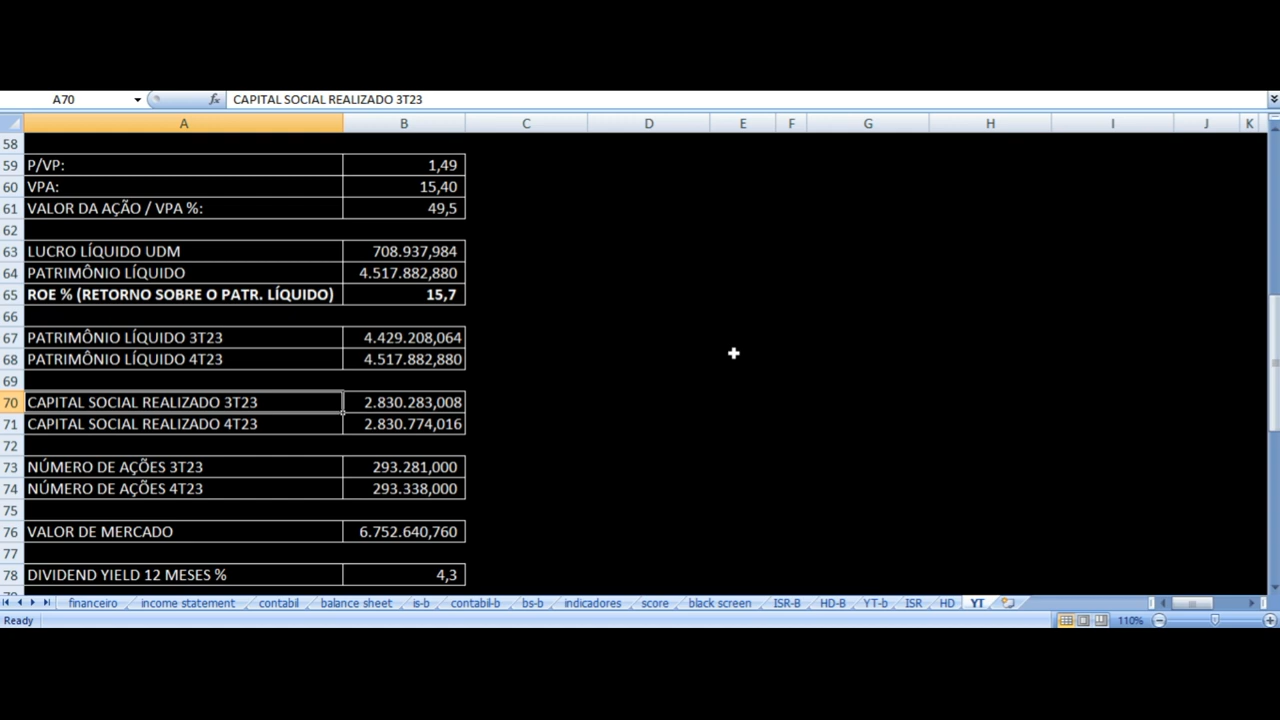 A70 CAPITAL SOCIAL REALIZADO 3T23
A B C D E F G H I J K
58
59 P/VP: 1,49
60 VPA: 15,40
61 VALOR DA AÇÃO / VPA %: 49,5
62
63 LUCRO LÍQUIDO UDM 708.937,984
64 PATRIMÔNIO LÍQUIDO 4.517.882,880
65 ROE % (RETORNO SOBRE O PATR. LÍQUIDO) 15,7
66
67 PATRIMÔNIO LÍQUIDO 3T23 4.429.208,064
68 PATRIMÔNIO LÍQUIDO 4T23 4.517.882,880
69
70 CAPITAL SOCIAL REALIZADO 3T23 2.830.283,008
71 CAPITAL SOCIAL REALIZADO 4T23 2.830.774,016
72
73 NÚMERO DE AÇÕES 3T23 293.281,000
74 NÚMERO DE AÇÕES 4T23 293.338,000
75
76 VALOR DE MERCADO 6.752.640,760
77
78 DIVIDEND YIELD 12 MESES % 4,3
financeiro income statement contabil balance sheet is-b contabil-b bs-b indicadores score black screen ISR-B HD-B YT-b ISR HD YT
Ready 110%